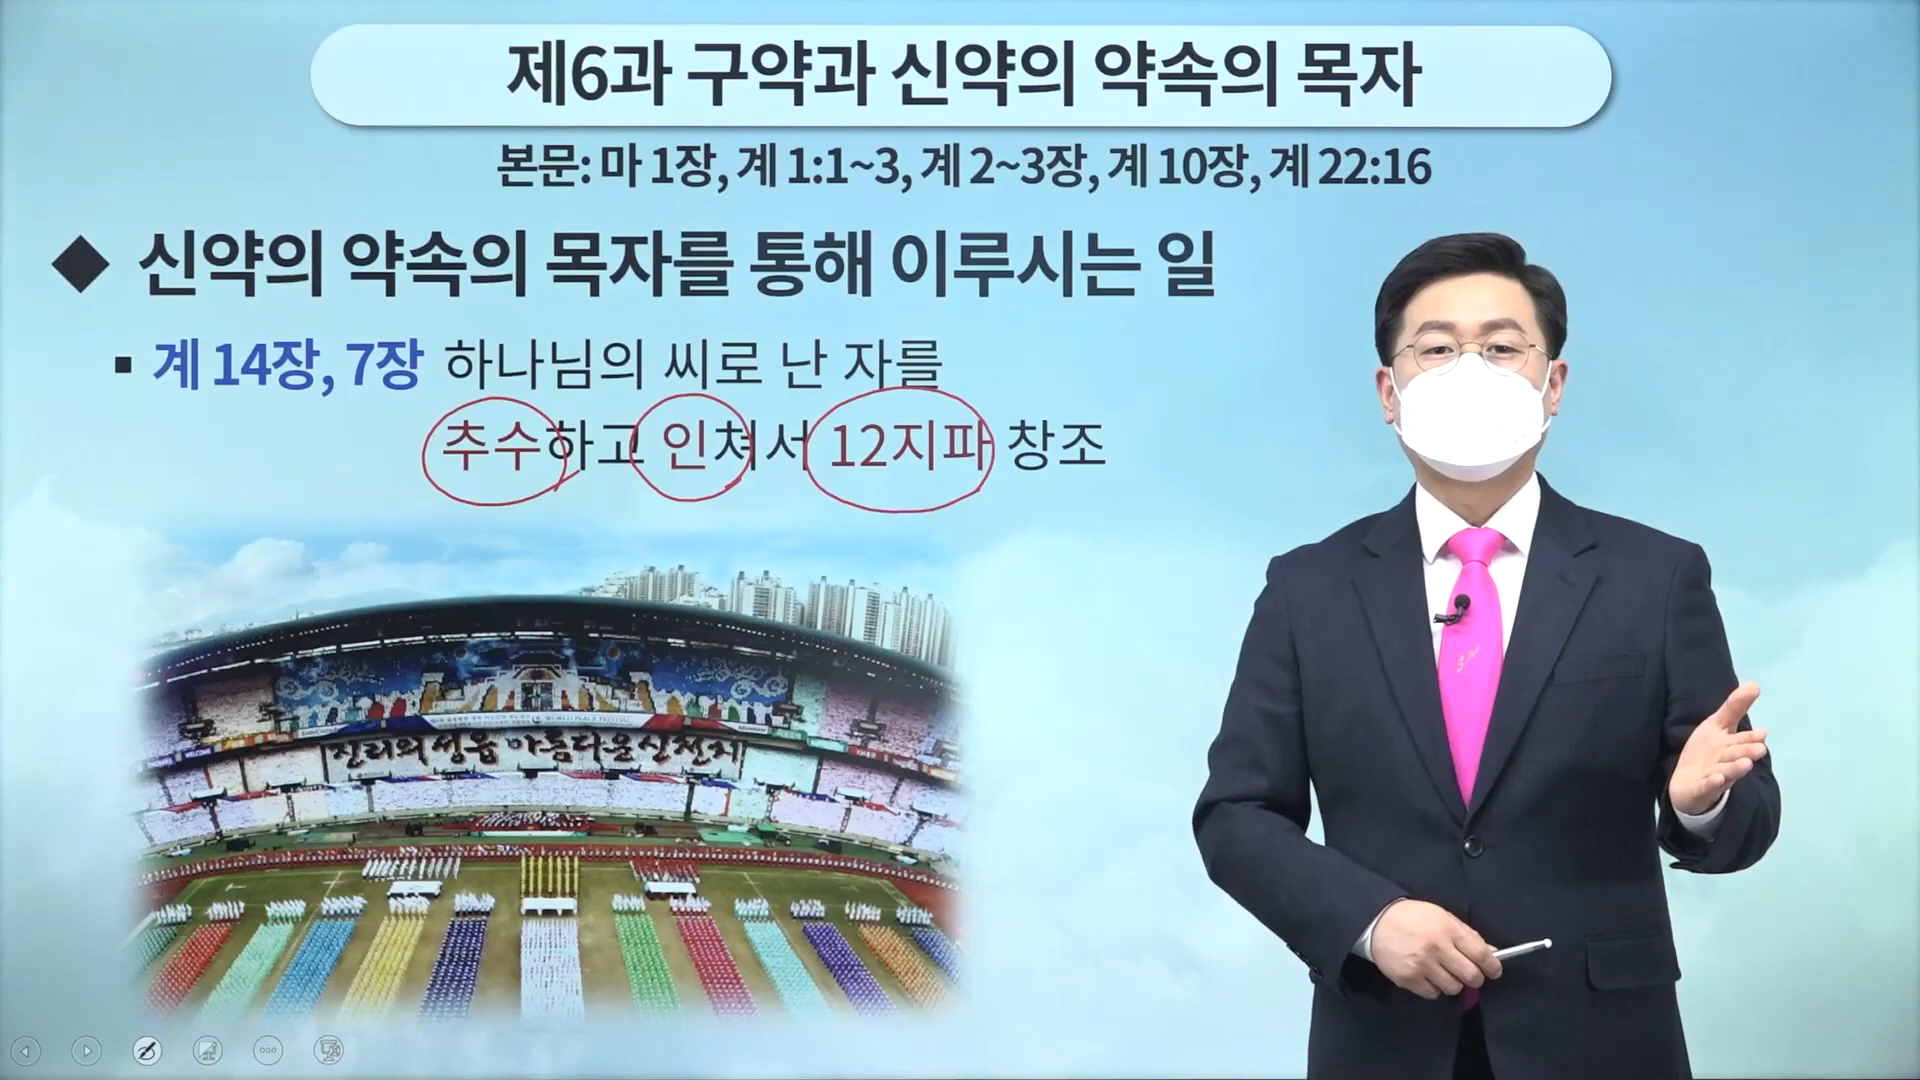 제6과 구약과 신약의 약속의 목자
본문: 마 1장, 계 1:1~3, 계 2~3장, 계 10장, 계 22:16
◆ 신약의 약속의 목자를 통해 이루시는 일
▪ 계 14장, 7장 하나님의 씨로 난 자를
추수하고 인쳐서 12지파 창조
WORLD PEACE FESTIVAL
진리의 성읍 아름다운 신천지